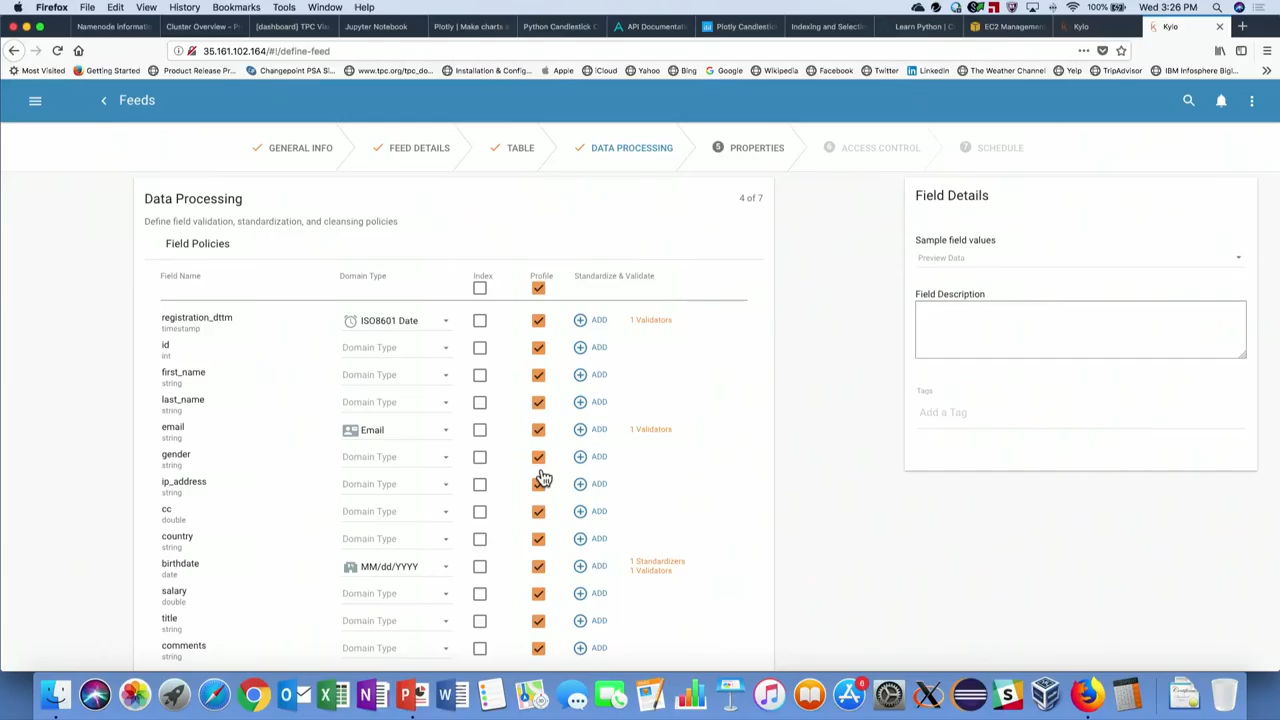 Firefox File Edit View History Bookmarks Tools Window Help
100% Wed 3:26 PM
Namenode Informat
Cluster Overview – P
[dashboard] TPC
Jupyter Notebook
Plotly | Make charts
Python Candlestick C
API Documentat
Plotly Candlestick
Indexing and Selectin
Learn Python | C
EC2 Management
Kylo
Kylo
35.161.102.164/#!/define-feed
Most Visited
Getting Started
Product Release Pr...
Changepoint PSA Si...
www.tpc.org/tpc_do...
Installation & Config...
Apple
iCloud
Yahoo
Bing
Google
Wikipedia
Facebook
Twitter
LinkedIn
The Weather Channel
Yelp
TripAdvisor
IBM Infosphere BigI...
Feeds
GENERAL INFO
FEED DETAILS
TABLE
DATA PROCESSING
5 PROPERTIES
6 ACCESS CONTROL
7 SCHEDULE
Data Processing 4 of 7
Define field validation, standardization, and cleansing policies
Field Policies
Field Name Domain Type Index Profile Standardize & Validate
registration_dttm ISO8601 Date ADD 1 Validators
timestamp
id Domain Type ADD
int
first_name Domain Type ADD
string
last_name Domain Type ADD
string
email Email ADD 1 Validators
string
gender Domain Type ADD
string
ip_address Domain Type ADD
string
cc Domain Type ADD
double
country Domain Type ADD
string
birthdate MM/dd/YYYY ADD 1 Standardizers
date 1 Validators
salary Domain Type ADD
double
title Domain Type ADD
string
comments Domain Type ADD
string
Field Details
Sample field values
Preview Data
Field Description
Tags
Add a Tag
6